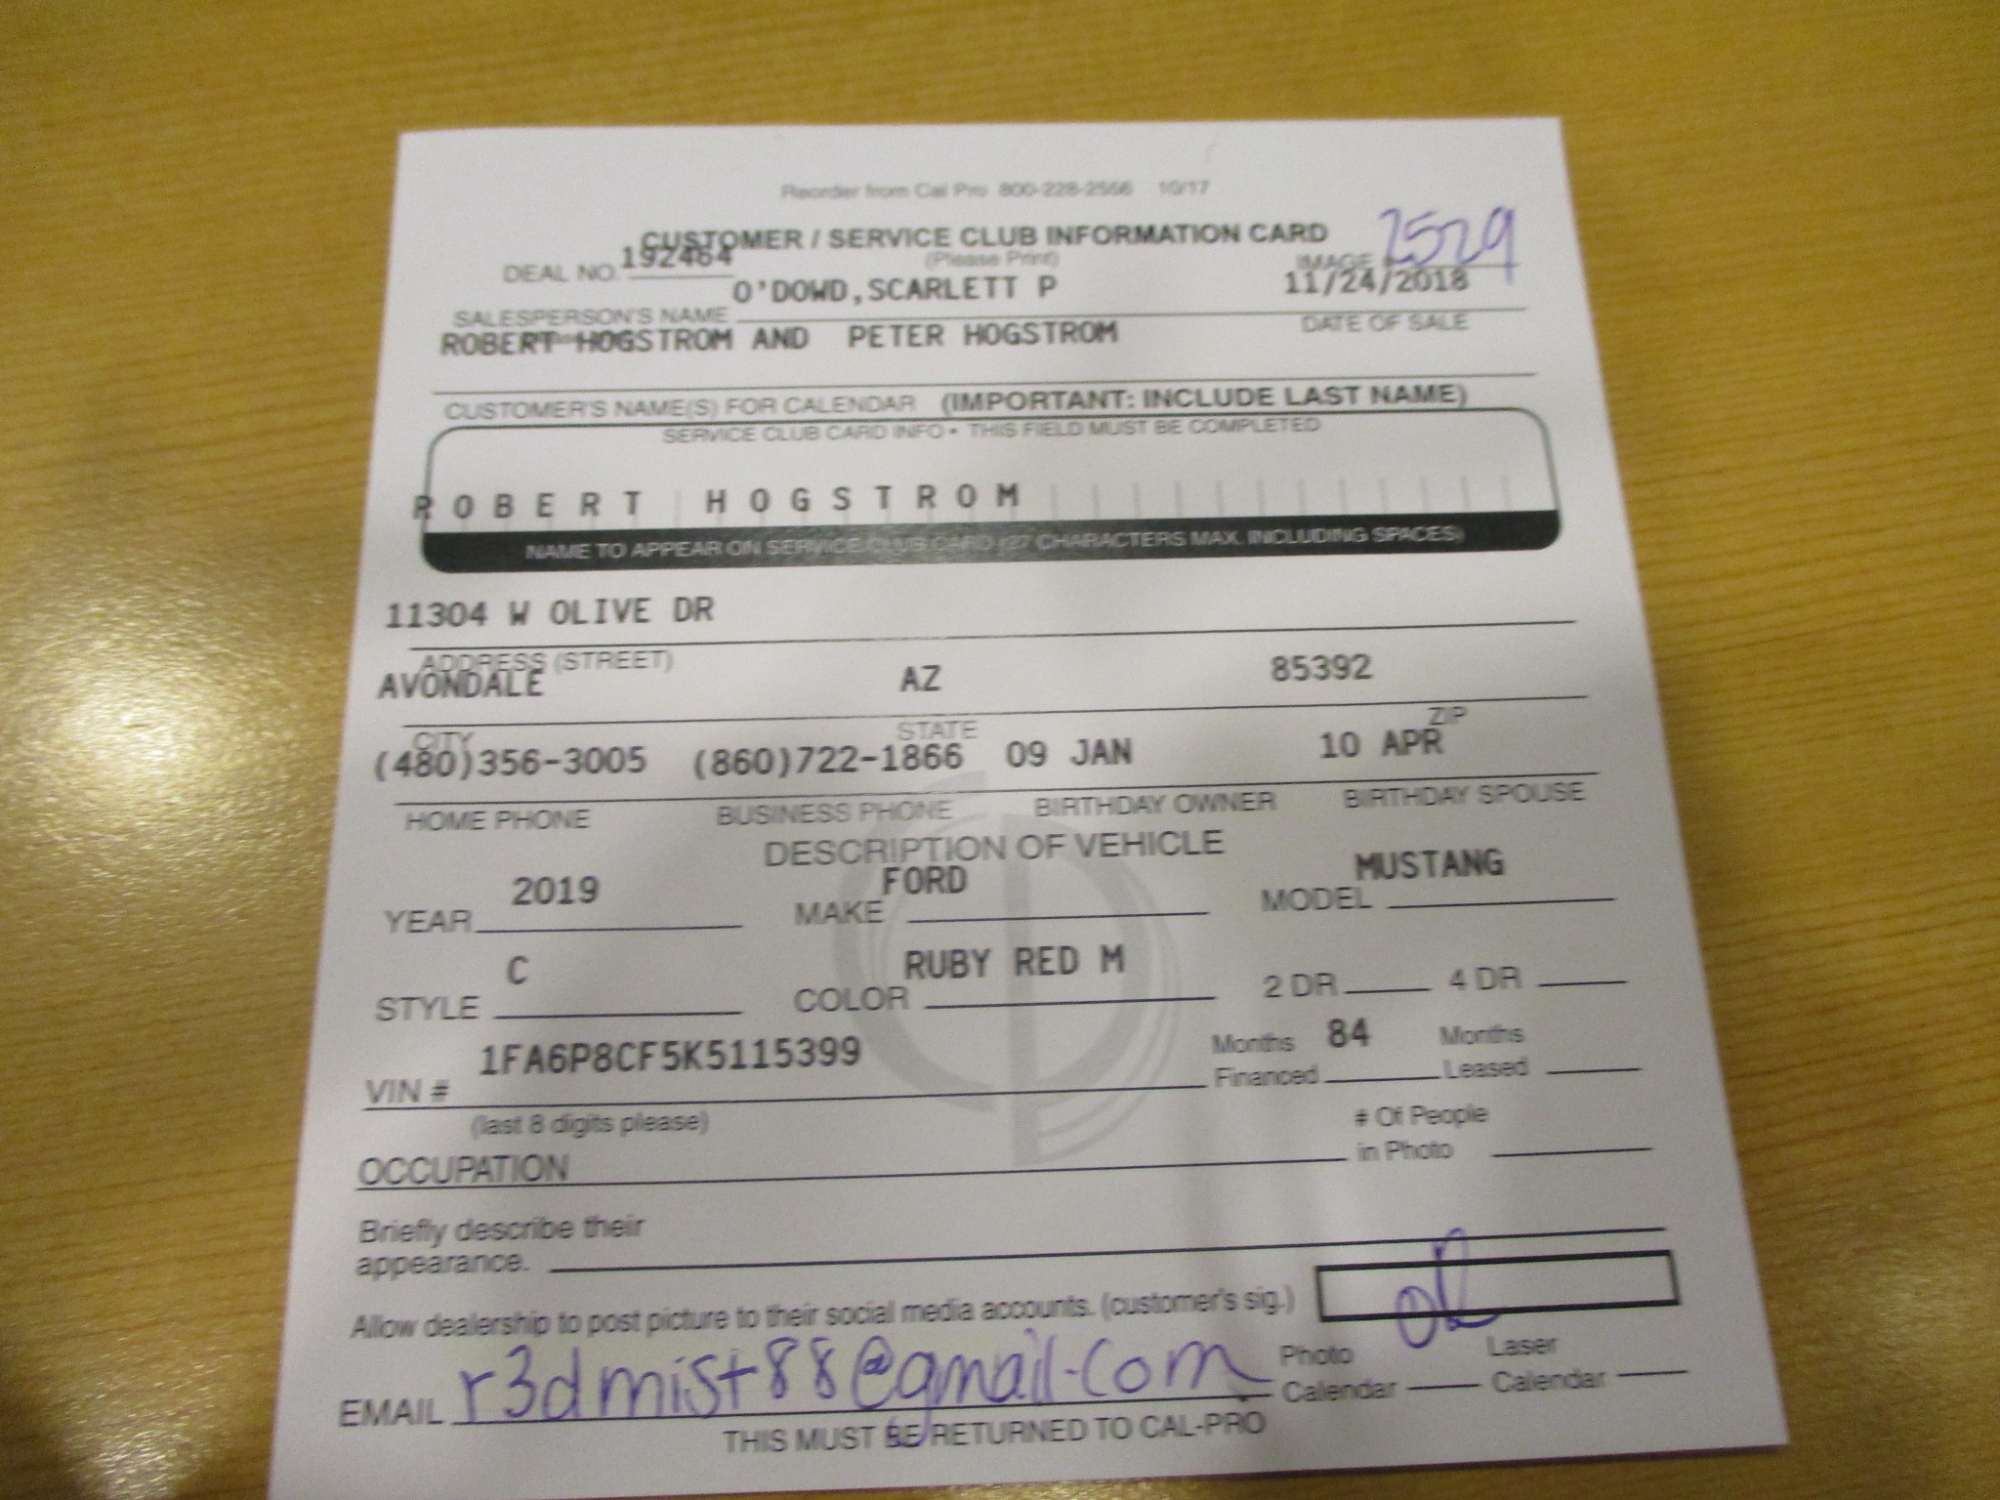 Reorder from Cal Pro 800-228-2556 10/17
CUSTOMER / SERVICE CLUB INFORMATION CARD
(Please Print)
DEAL NO. 192464 IMAGE # 2529
O'DOWD, SCARLETT P 11/24/2018
SALESPERSON'S NAME DATE OF SALE
ROBERT HOGSTROM AND PETER HOGSTROM
CUSTOMER'S NAME(S) FOR CALENDAR (IMPORTANT: INCLUDE LAST NAME)
SERVICE CLUB CARD INFO • THIS FIELD MUST BE COMPLETED
ROBERT HOGSTROM
NAME TO APPEAR ON SERVICE CLUB CARD (27 CHARACTERS MAX. INCLUDING SPACES)
11304 W OLIVE DR
ADDRESS (STREET)
AVONDALE AZ 85392
CITY STATE ZIP
(480)356-3005 (860)722-1866 09 JAN 10 APR
HOME PHONE BUSINESS PHONE BIRTHDAY OWNER BIRTHDAY SPOUSE
DESCRIPTION OF VEHICLE
YEAR 2019 MAKE FORD MODEL MUSTANG
STYLE C COLOR RUBY RED M 2 DR 4 DR
VIN # 1FA6P8CF5K5115399 Months Financed 84 Months Leased
(last 8 digits please)
OCCUPATION # Of People in Photo
Briefly describe their
appearance.
Allow dealership to post picture to their social media accounts. (customer's sig.)
EMAIL r3dmist88@gmail.com Photo Calendar Laser Calendar
THIS MUST BE RETURNED TO CAL-PRO